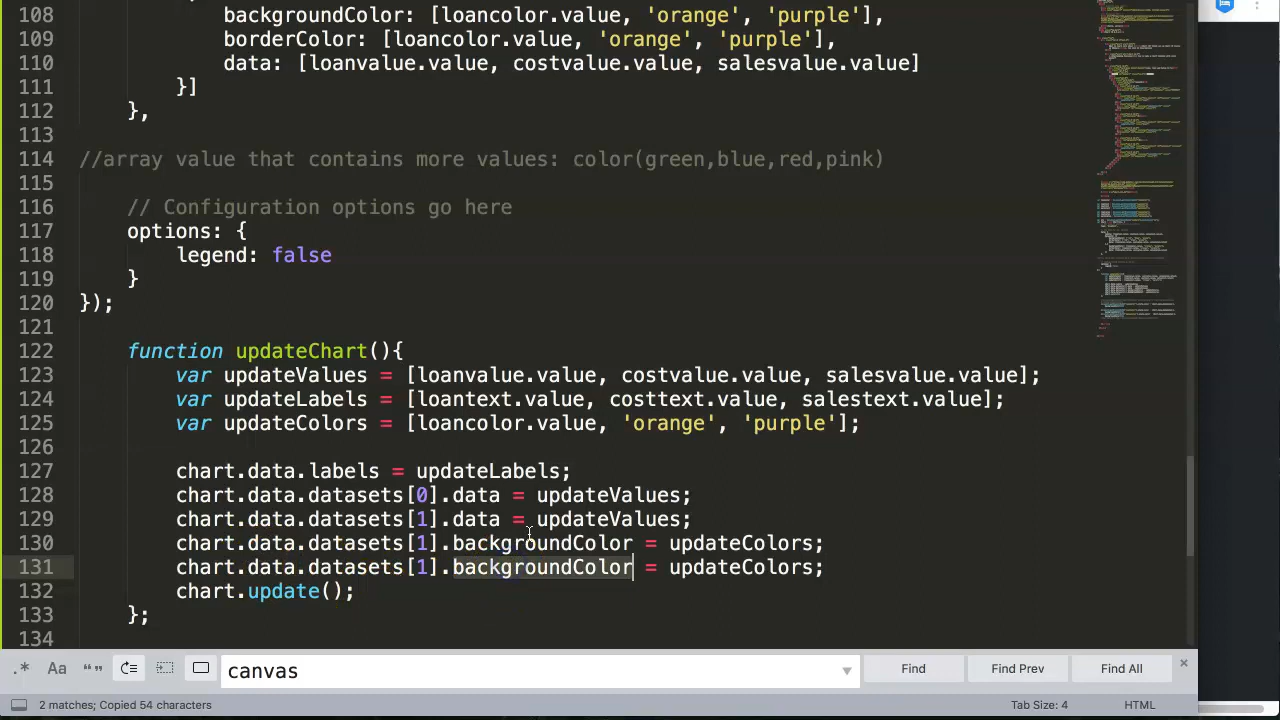 108 backgroundColor: [loancolor.value, 'orange', 'purple'],
109 borderColor: [loancolor.value, 'orange', 'purple'],
110 data: [loanvalue.value, costvalue.value, salesvalue.value]
111 }]
112 },
113
114 //array value that contains more values: color(green,blue,red,pink)
115
116 // Configuration options go here
117 options: {
118 legend: false
119 }
120 });
121
122 function updateChart(){
123 var updateValues = [loanvalue.value, costvalue.value, salesvalue.value];
124 var updateLabels = [loantext.value, costtext.value, salestext.value];
125 var updateColors = [loancolor.value, 'orange', 'purple'];
126
127 chart.data.labels = updateLabels;
128 chart.data.datasets[0].data = updateValues;
129 chart.data.datasets[1].data = updateValues;
130 chart.data.datasets[1].backgroundColor = updateColors;
131 chart.data.datasets[1].backgroundColor = updateColors;
132 chart.update();
133 };
134
.* Aa “” canvas Find Find Prev Find All
2 matches; Copied 54 characters Tab Size: 4 HTML